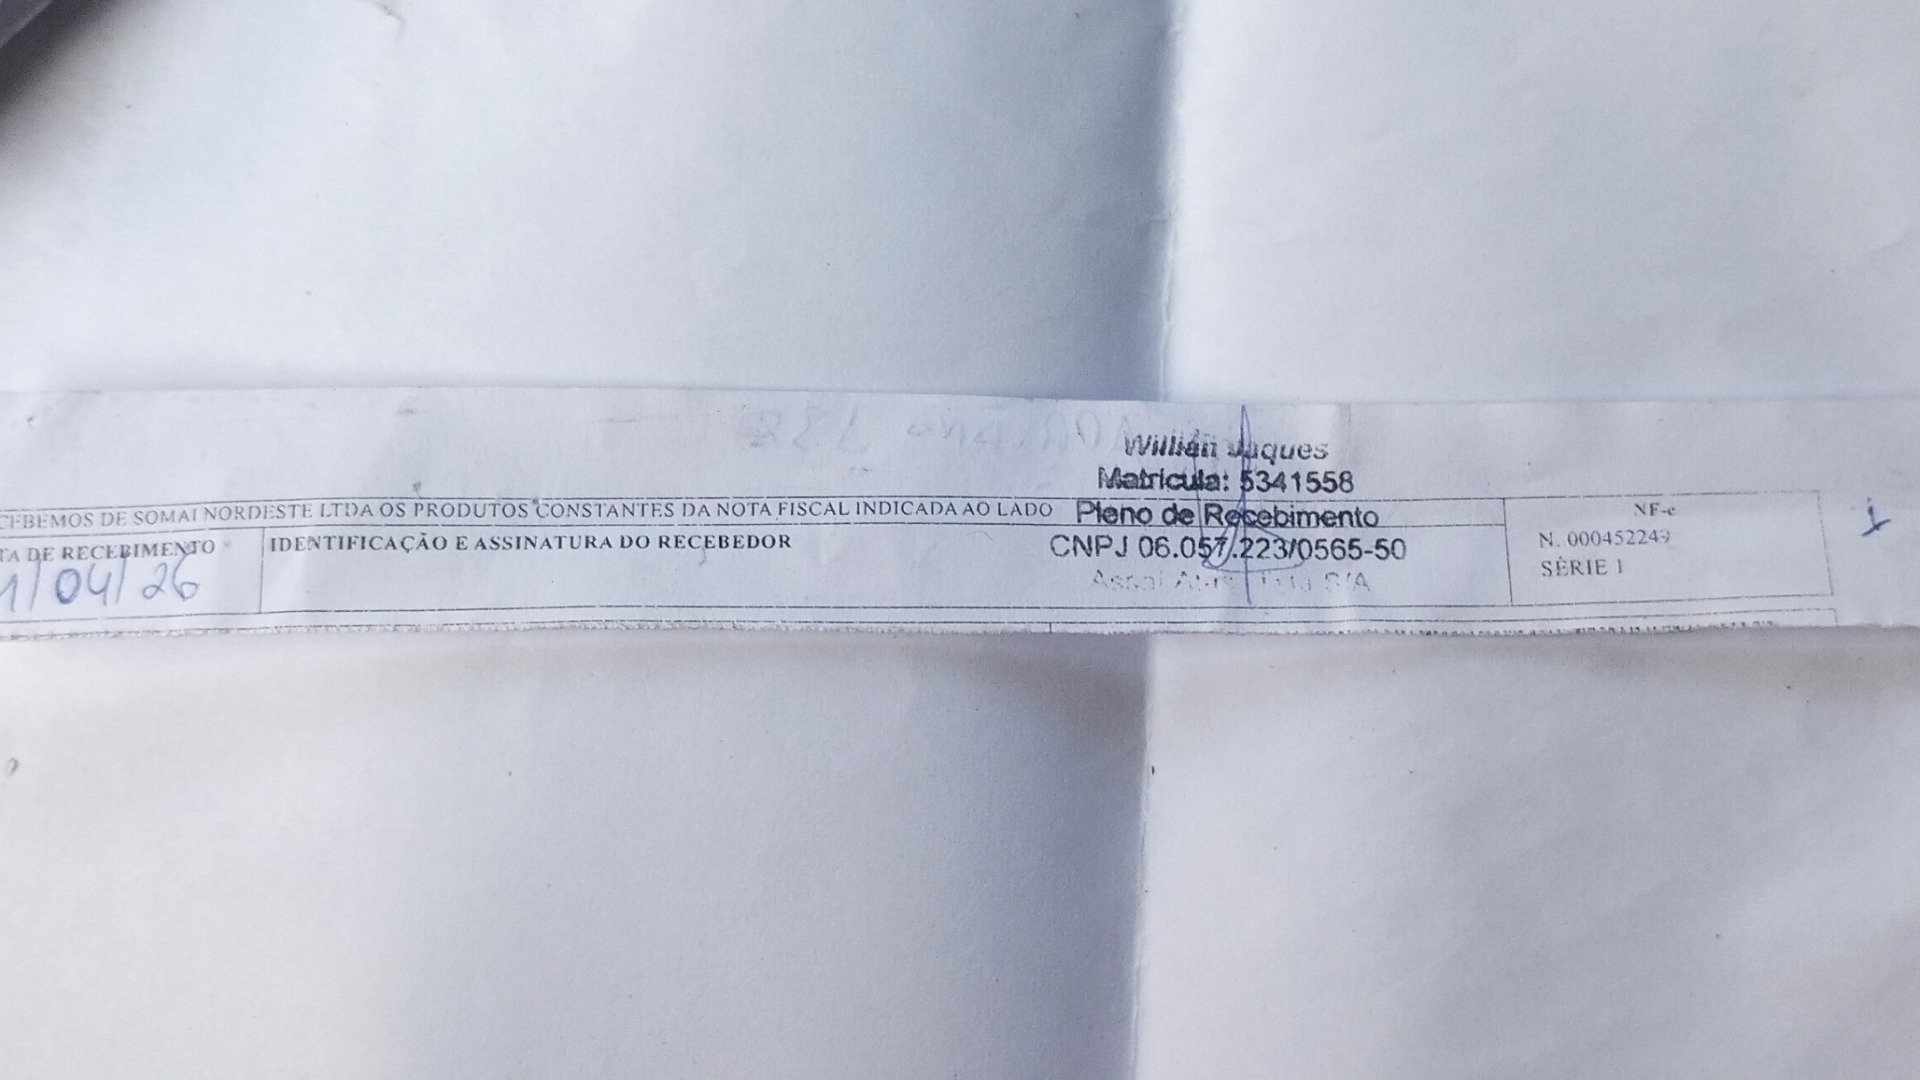 Willian Jaques
Matrícula: 5341558
CEBEMOS DE SOMAI NORDESTE LTDA OS PRODUTOS CONSTANTES DA NOTA FISCAL INDICADA AO LADO
Pleno de Recebimento
NF-e
TA DE RECEBIMENTO
IDENTIFICAÇÃO E ASSINATURA DO RECEBEDOR
CNPJ 06.057.223/0565-50
N. 000452249
SÉRIE 1
1/04/26
S/A